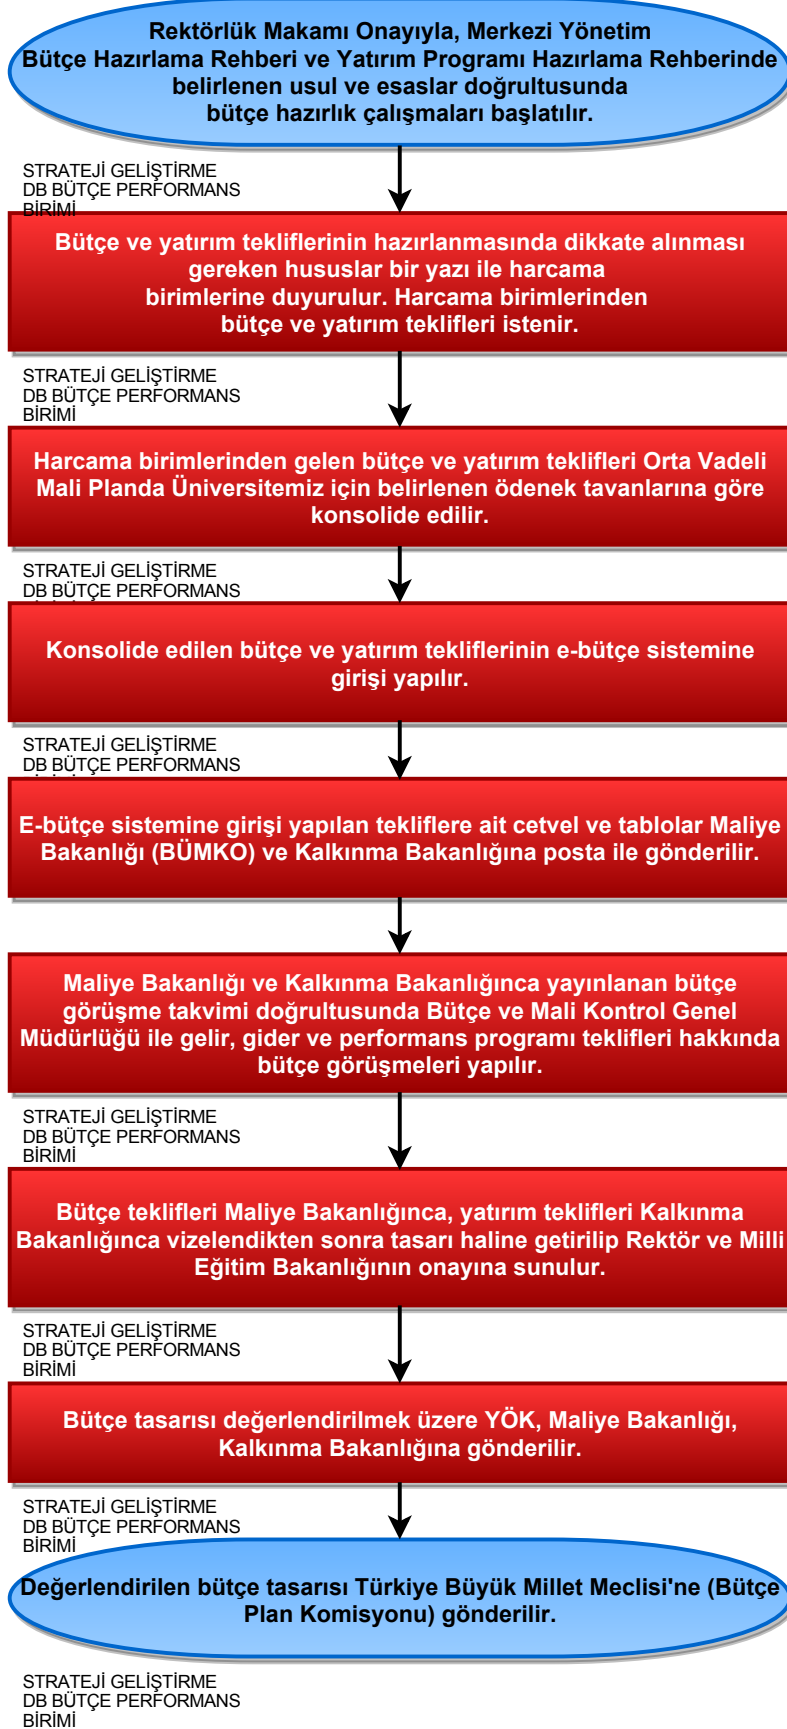 Rektörlük Makamı Onayıyla, Merkezi Yönetim
Bütçe Hazırlama Rehberi ve Yatırım Programı Hazırlama Rehberinde
belirlenen usul ve esaslar doğrultusunda
bütçe hazırlık çalışmaları başlatılır.
STRATEJİ GELİŞTİRME
DB BÜTÇE PERFORMANS
BİRİMİ
Bütçe ve yatırım tekliflerinin hazırlanmasında dikkate alınması
gereken hususlar bir yazı ile harcama
birimlerine duyurulur. Harcama birimlerinden
bütçe ve yatırım teklifleri istenir.
STRATEJİ GELİŞTİRME
DB BÜTÇE PERFORMANS
BİRİMİ
Harcama birimlerinden gelen bütçe ve yatırım teklifleri Orta Vadeli
Mali Planda Üniversitemiz için belirlenen ödenek tavanlarına göre
konsolide edilir.
STRATEJİ GELİŞTİRME
DB BÜTÇE PERFORMANS
Konsolide edilen bütçe ve yatırım tekliflerinin e-bütçe sistemine
girişi yapılır.
STRATEJİ GELİŞTİRME
DB BÜTÇE PERFORMANS
E-bütçe sistemine girişi yapılan tekliflere ait cetvel ve tablolar Maliye
Bakanlığı (BÜMKO) ve Kalkınma Bakanlığına posta ile gönderilir.
Maliye Bakanlığı ve Kalkınma Bakanlığınca yayınlanan bütçe
görüşme takvimi doğrultusunda Bütçe ve Mali Kontrol Genel
Müdürlüğü ile gelir, gider ve performans programı teklifleri hakkında
bütçe görüşmeleri yapılır.
STRATEJİ GELİŞTİRME
DB BÜTÇE PERFORMANS
BİRİMİ
Bütçe teklifleri Maliye Bakanlığınca, yatırım teklifleri Kalkınma
Bakanlığınca vizelendikten sonra tasarı haline getirilip Rektör ve Milli
Eğitim Bakanlığının onayına sunulur.
STRATEJİ GELİŞTİRME
DB BÜTÇE PERFORMANS
BİRİMİ
Bütçe tasarısı değerlendirilmek üzere YÖK, Maliye Bakanlığı,
Kalkınma Bakanlığına gönderilir.
STRATEJİ GELİŞTİRME
DB BÜTÇE PERFORMANS
BİRİMİ
Değerlendirilen bütçe tasarısı Türkiye Büyük Millet Meclisi'ne (Bütçe
Plan Komisyonu) gönderilir.
STRATEJİ GELİŞTİRME
DB BÜTÇE PERFORMANS
BİRİMİ